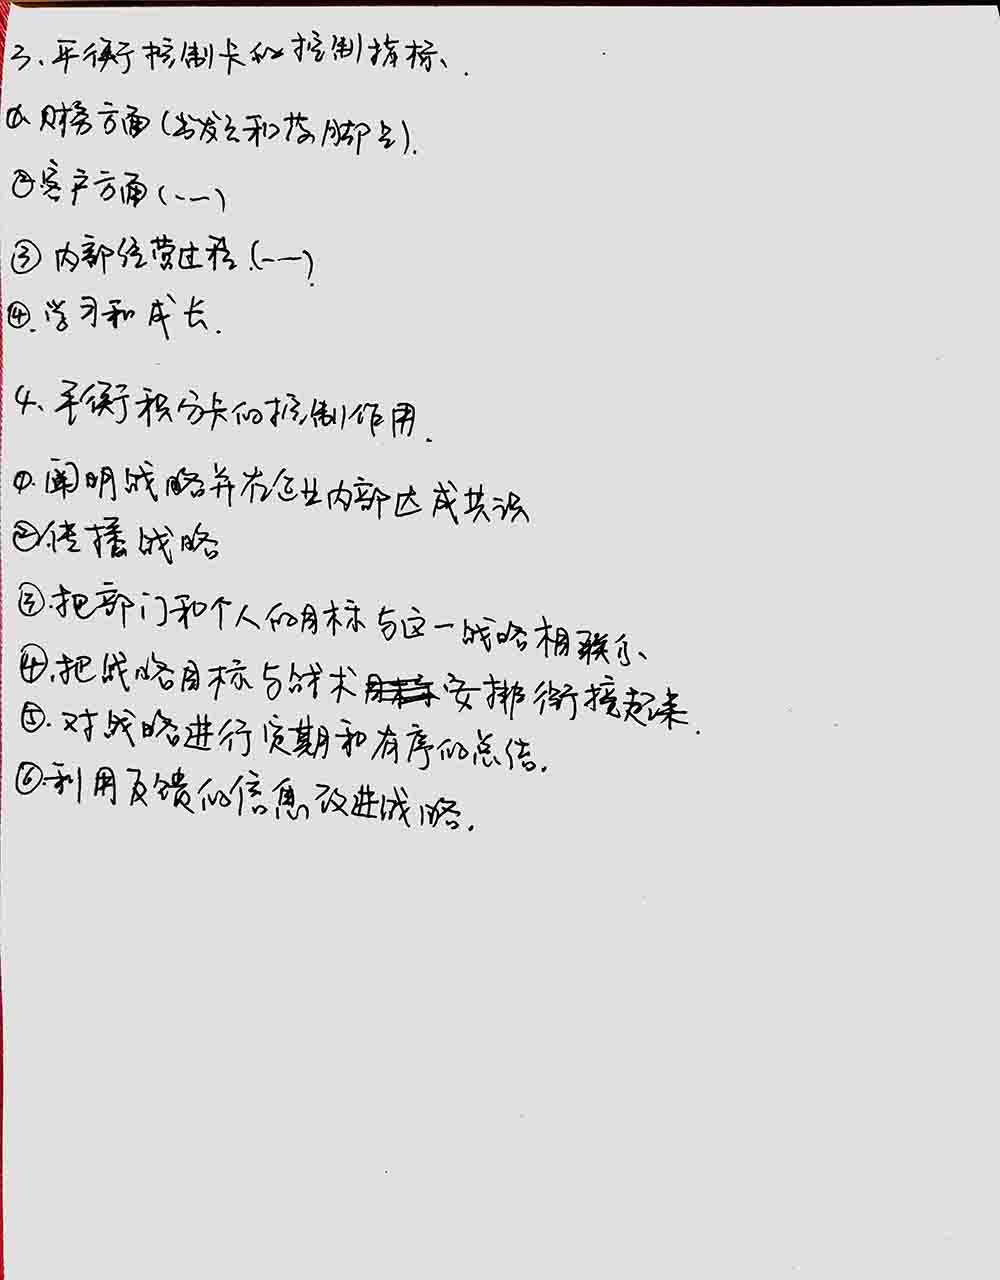 3、平衡控制卡的控制指标、.
①、财务方面(出发点和落脚点).
②客户方面(-—)
③内部经营过程.(-—).
④.学习和成长.
4、平衡积分卡的控制作用.
①.阐明战略并在企业内部达成共识
②.传播战略
③.把部门和个人的目标与这一战略相联系、
④.把战略目标与战术安排衔接起来.
⑤.对战略进行定期和有序的总结.
⑥.利用反馈的信息改进战略.